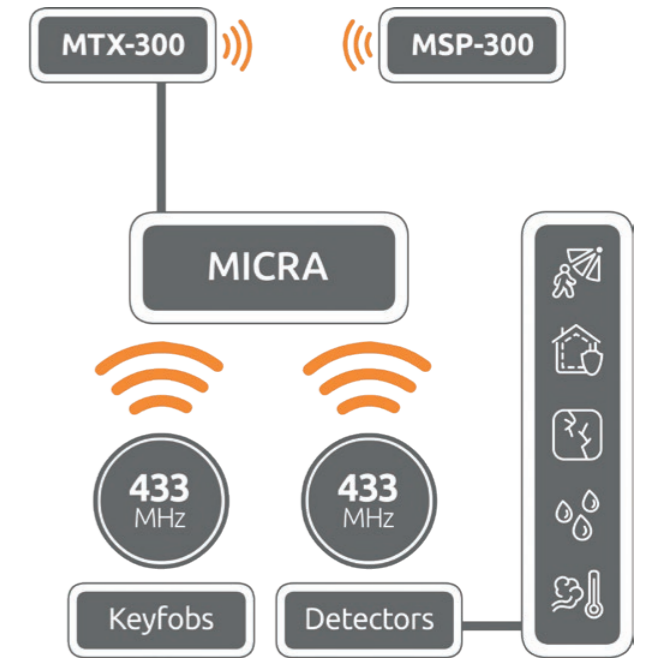 MTX-300
MSP-300
MICRA
433
MHz
433
MHz
Keyfobs
Detectors